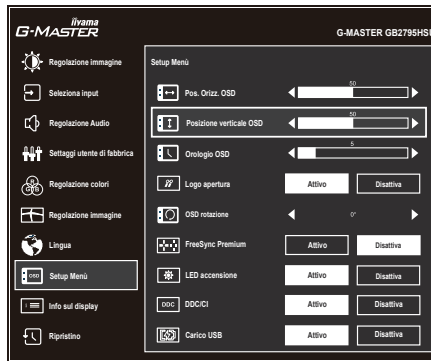 iiyama
G-MASTER
G-MASTER GB2795HSU
Regolazione immagine
Seleziona input
Regolazione Audio
Settaggi utente di fabbrica
Regolazione colori
Regolazione immagine
Lingua
OSD
Setup Menù
Info sul display
Ripristino
Setup Menù
Pos. Orizz. OSD
50
Posizione verticale OSD
50
Orologio OSD
5
Logo apertura
Attivo
Disattiva
OSD rotazione
0°
FreeSync Premium
Attivo
Disattiva
LED accensione
Attivo
Disattiva
DDC
DDC/CI
Attivo
Disattiva
Carico USB
Attivo
Disattiva